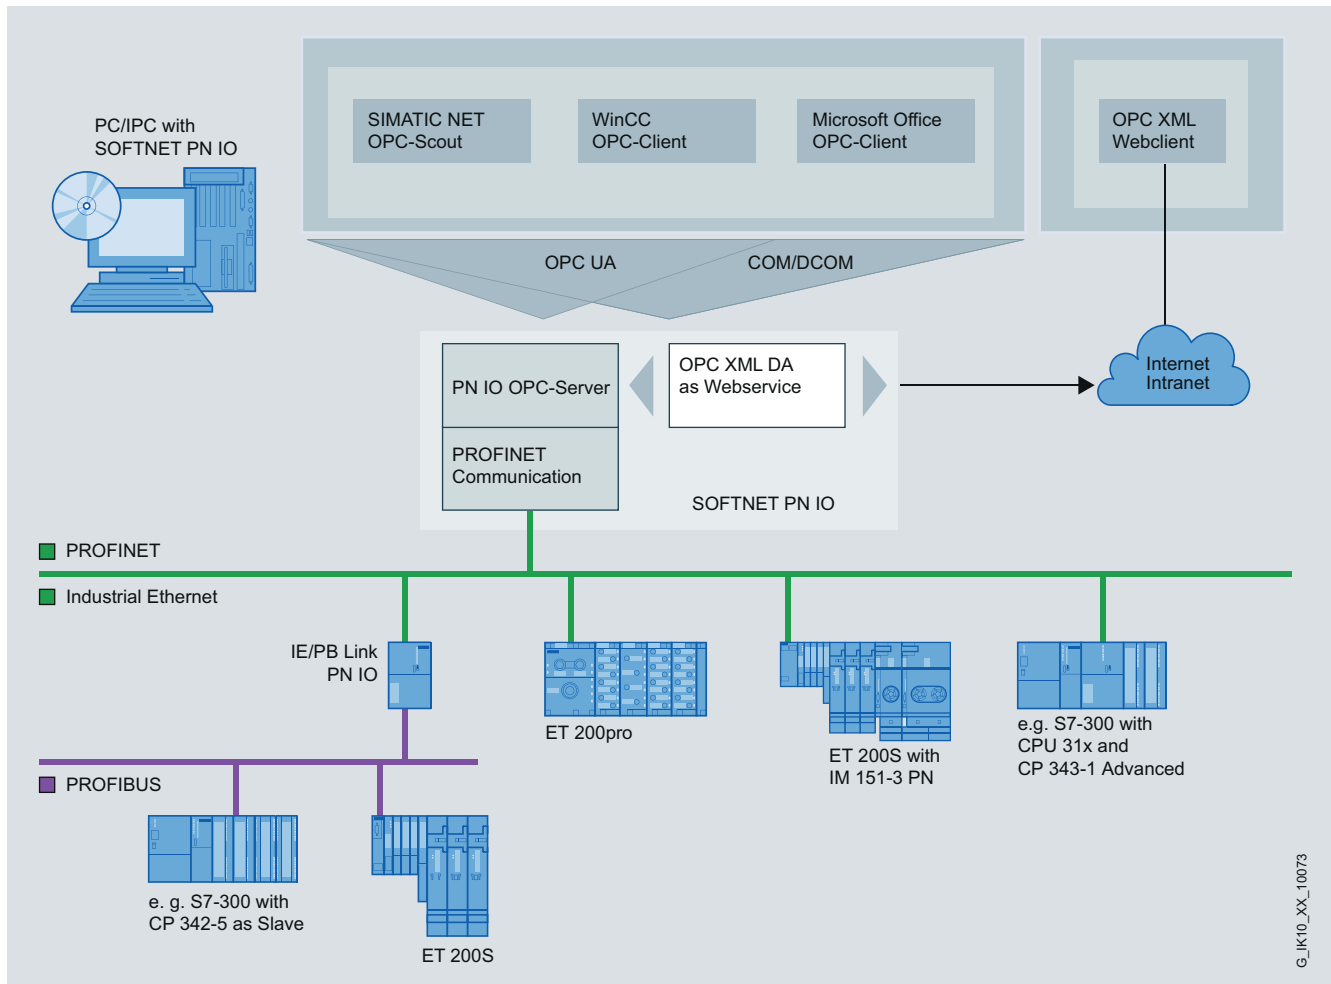 PC/IPC with
SOFTNET PN IO
SIMATIC NET
OPC-Scout
WinCC
OPC-Client
Microsoft Office
OPC-Client
OPC XML
Webclient
OPC UA
COM/DCOM
PN IO OPC-Server
OPC XML DA
as Webservice
Internet
Intranet
PROFINET
Communication
SOFTNET PN IO
PROFINET
Industrial Ethernet
IE/PB Link
PN IO
ET 200pro
ET 200S with
IM 151-3 PN
e.g. S7-300 with
CPU 31x and
CP 343-1 Advanced
PROFIBUS
e. g. S7-300 with
CP 342-5 as Slave
ET 200S
G_IK10_XX_10073